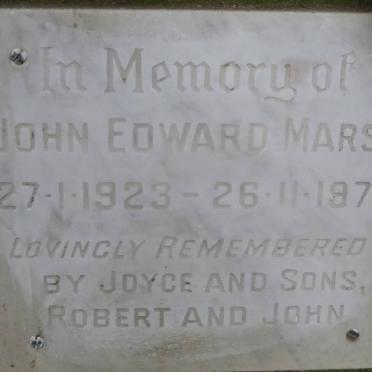 In Memory of
JOHN EDWARD MARS
27·1·1923 – 26·11·197
LOVINGLY REMEMBERED
BY JOYCE AND SONS,
ROBERT AND JOHN